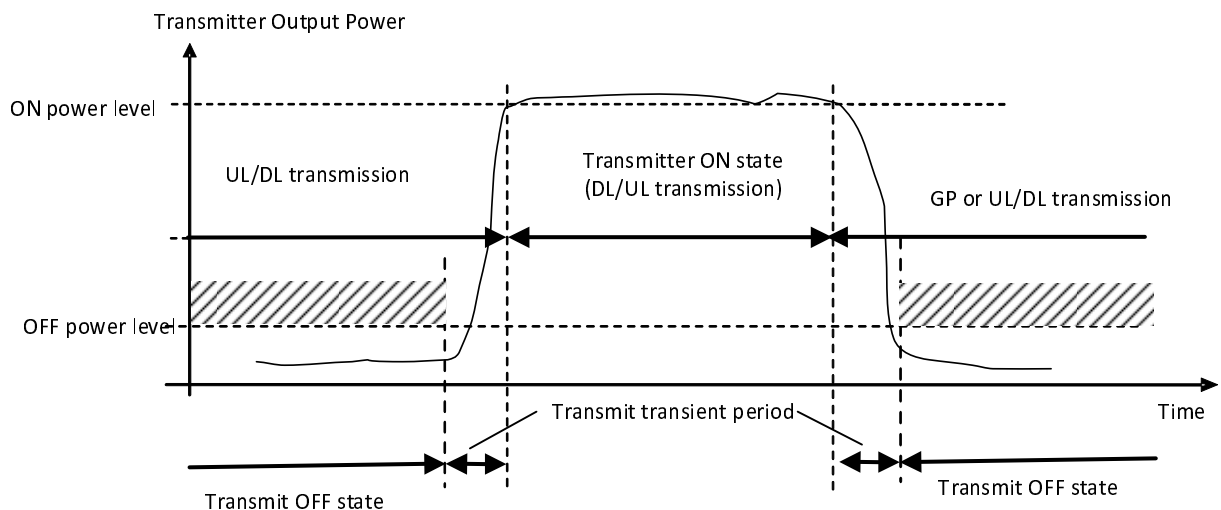 Transmitter Output Power
ON power level
UL/DL transmission
Transmitter ON state
(DL/UL transmission)
GP or UL/DL transmission
OFF power level
Transmit transient period
Time
Transmit OFF state
Transmit OFF state